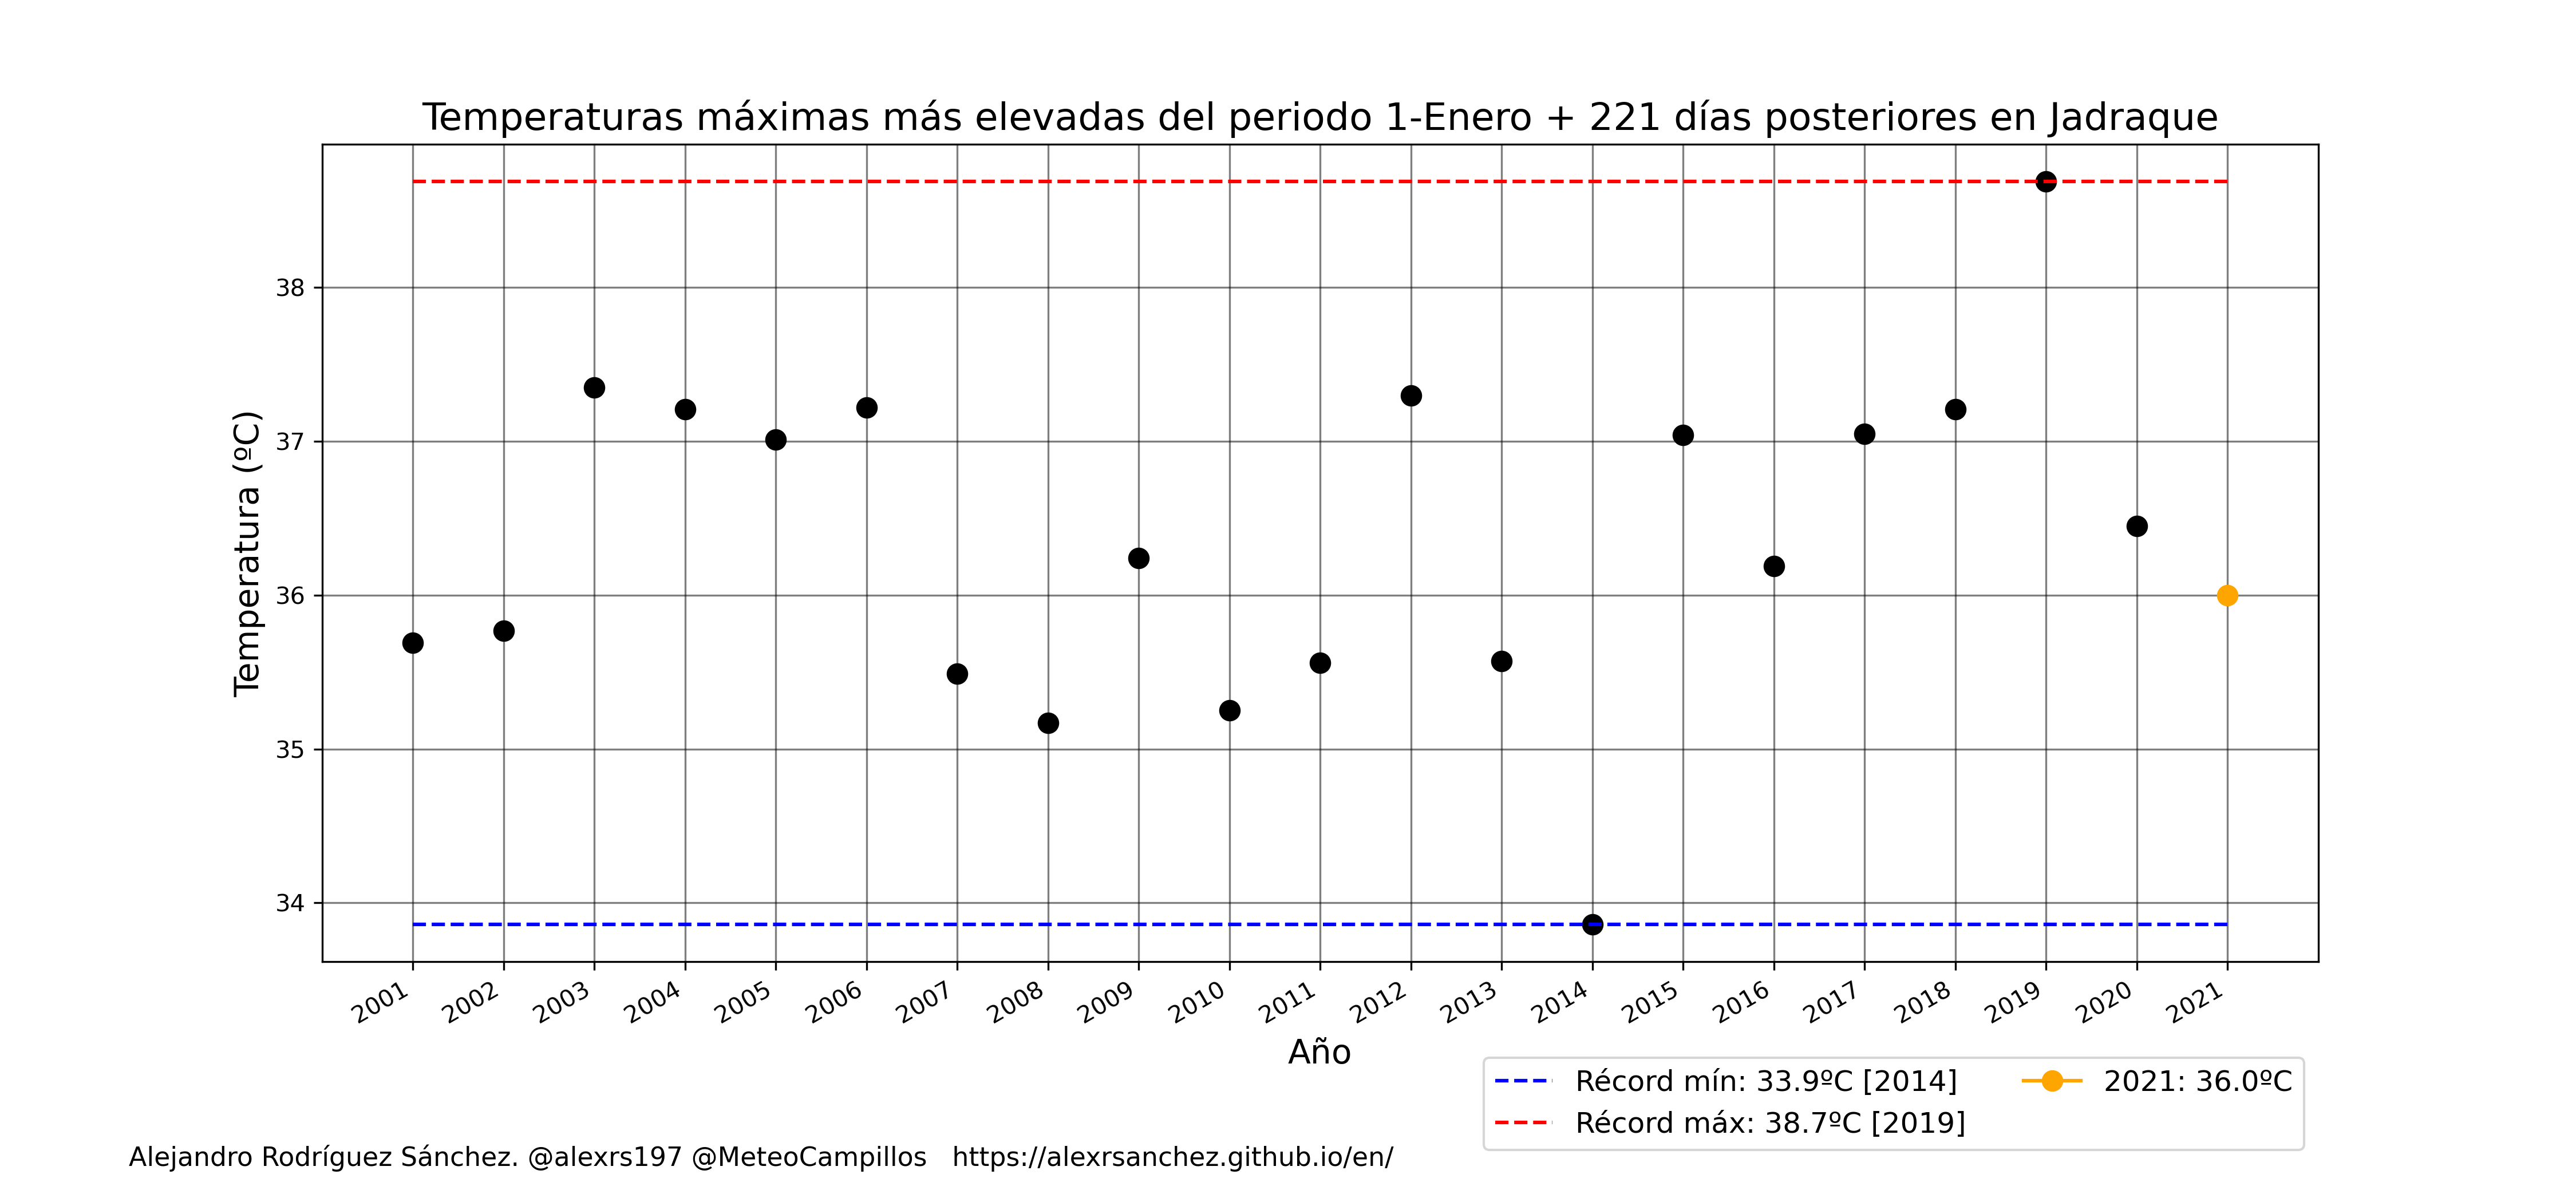 Temperaturas máximas más elevadas del periodo 1-Enero + 221 días posteriores en Jadraque
Temperatura (ºC)
38
37
36
35
34
2001 2002 2003 2004 2005 2006 2007 2008 2009 2010 2011 2012 2013 2014 2015 2016 2017 2018 2019 2020 2021
Año
Récord mín: 33.9ºC [2014]
Récord máx: 38.7ºC [2019]
2021: 36.0ºC
Alejandro Rodríguez Sánchez. @alexrs197 @MeteoCampillos https://alexrsanchez.github.io/en/